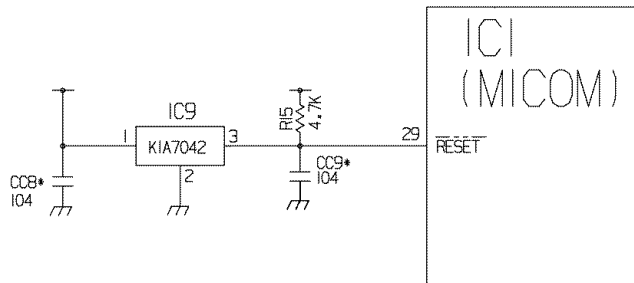 IC1
(MICOM)
IC9
R15
4.7K
1
KIA7042
3
29
RESET
2
CC8*
104
CC9*
104